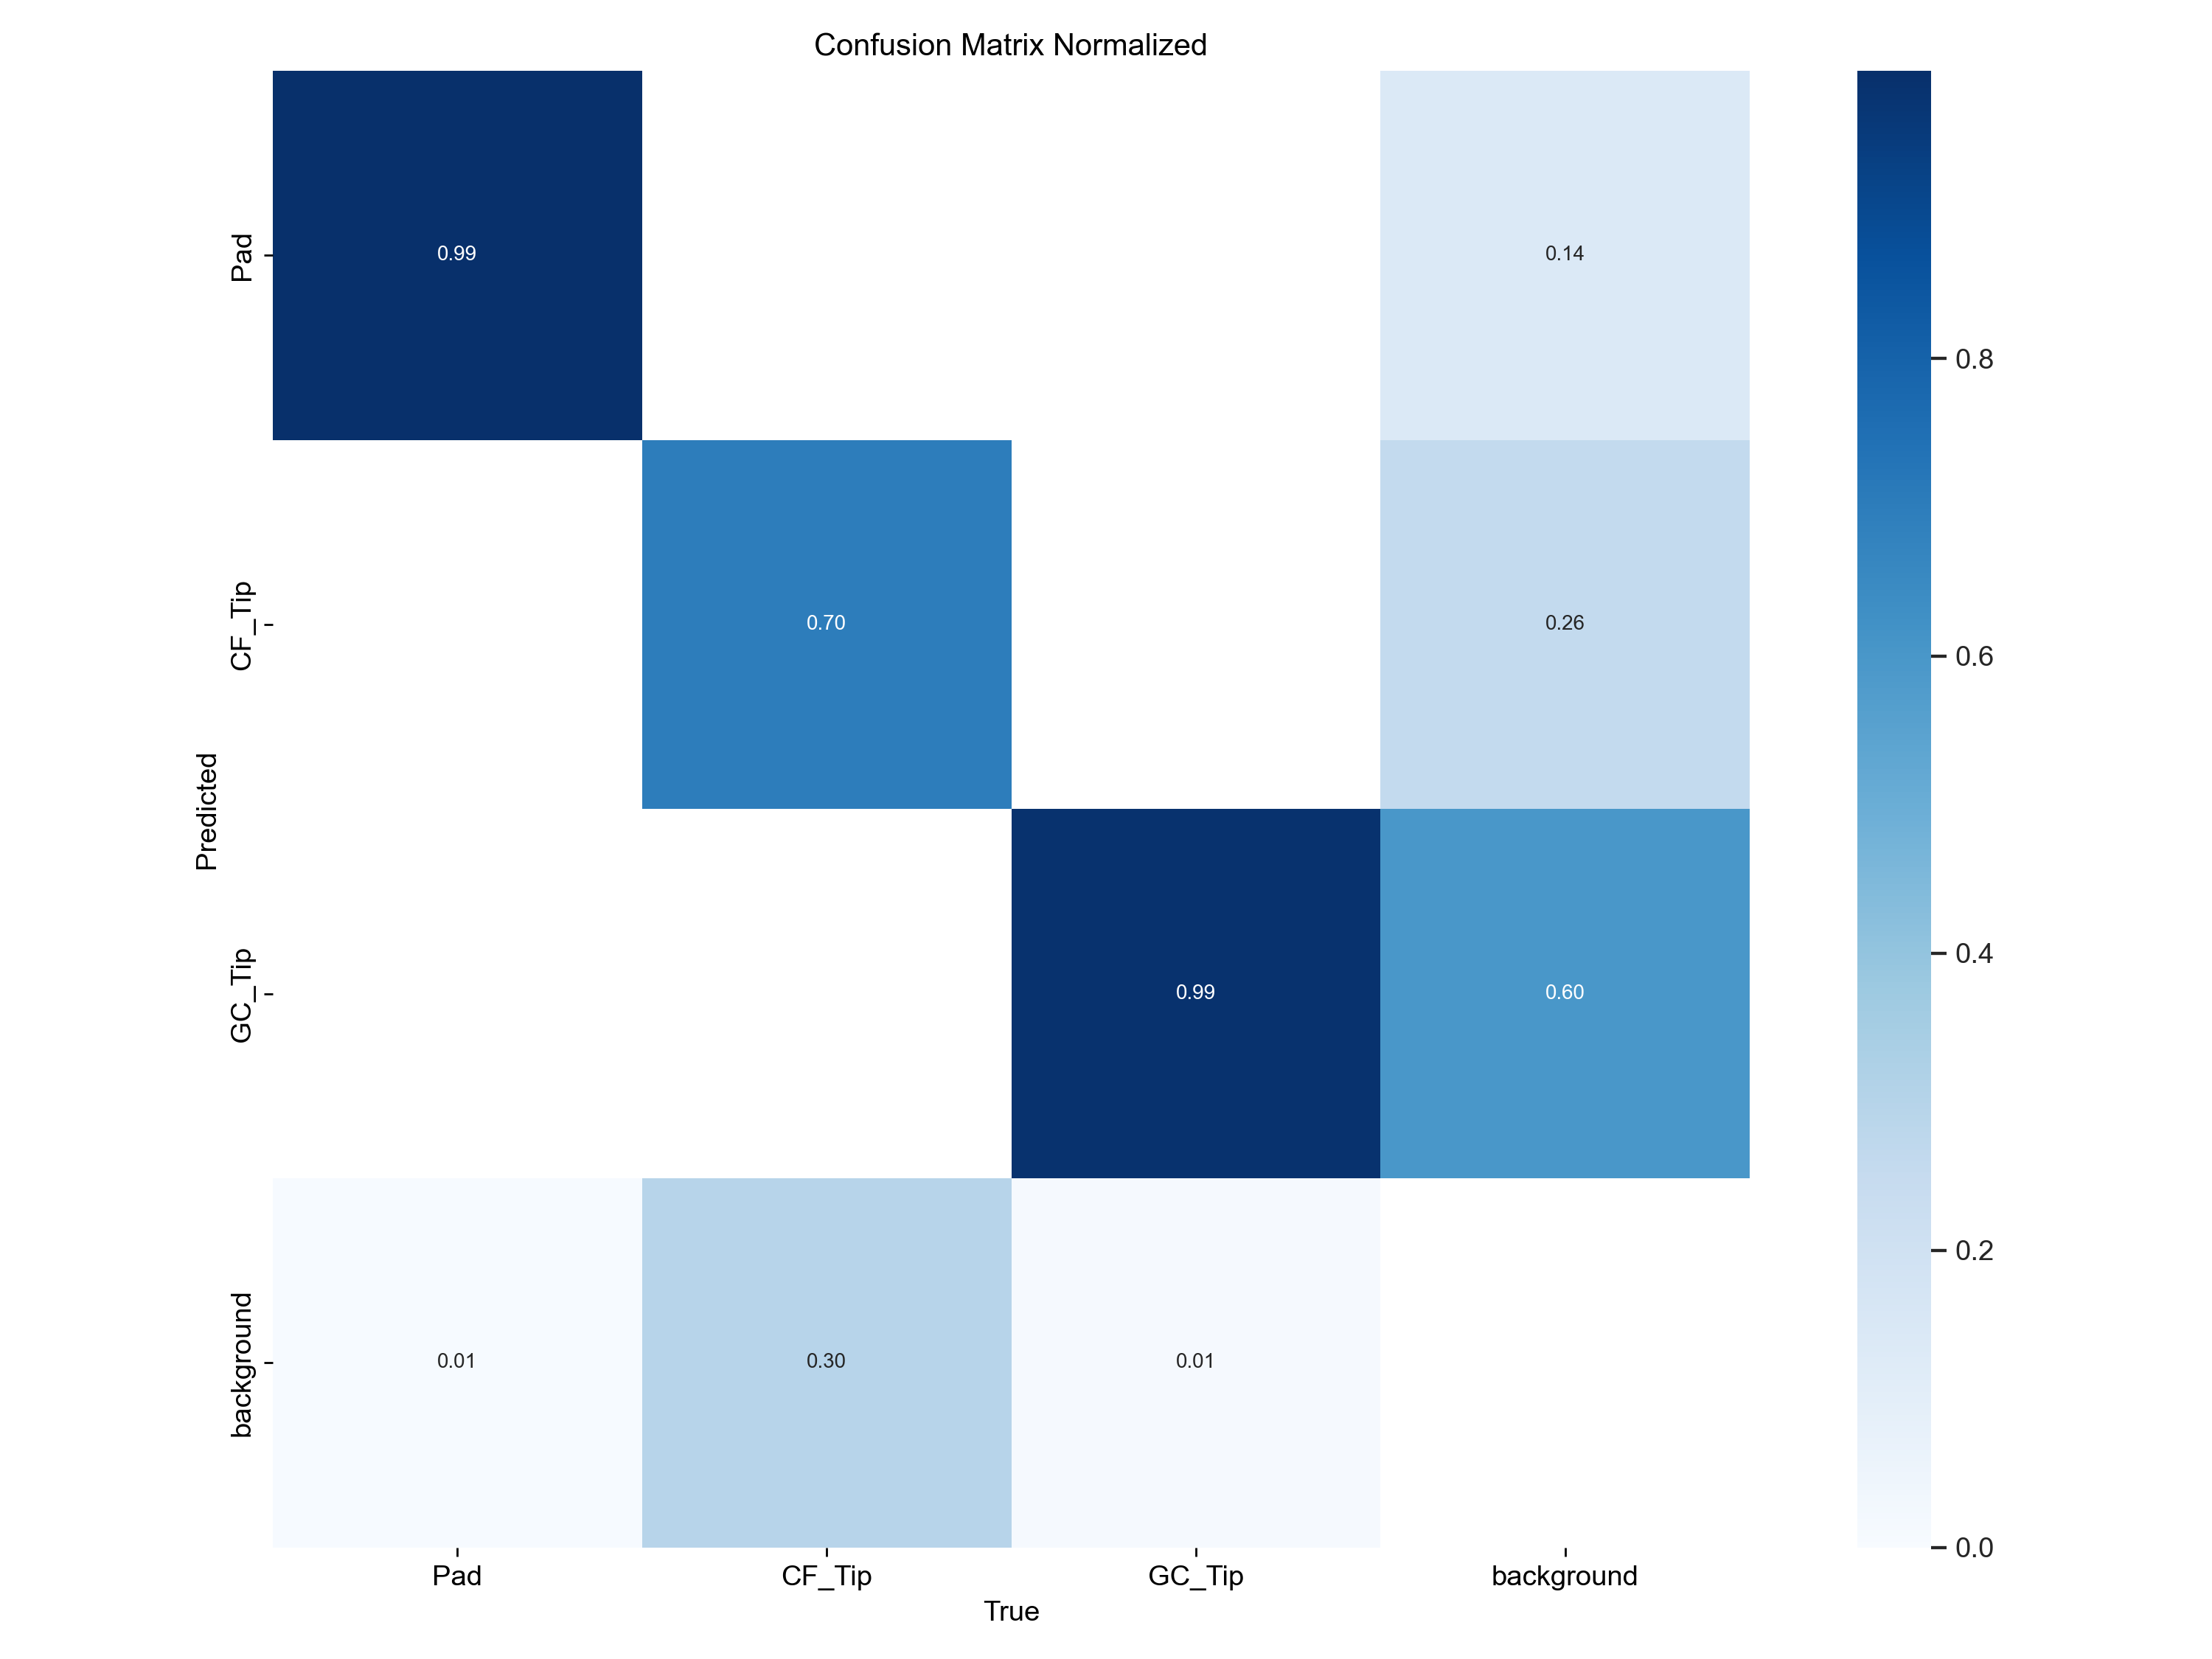 Confusion Matrix Normalized
Predicted
Pad
0.99
0.14
CF_Tip
0.70
0.26
GC_Tip
0.99
0.60
background
0.01
0.30
0.01
Pad
CF_Tip
GC_Tip
background
True
0.8
0.6
0.4
0.2
0.0